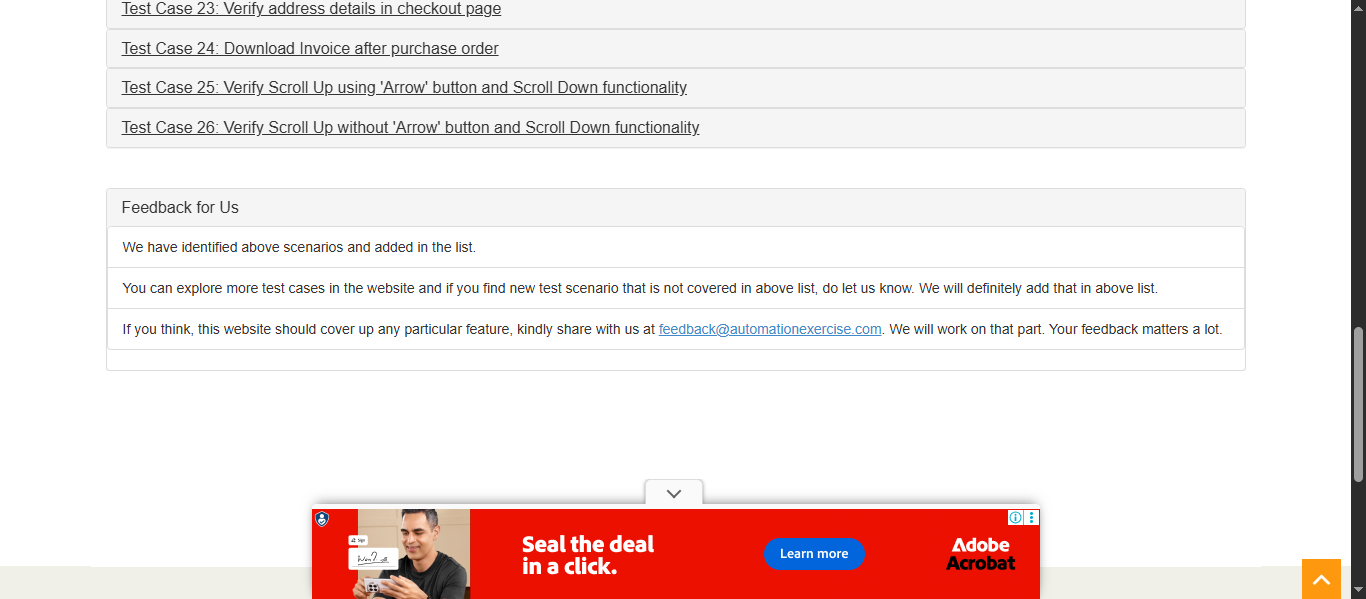 Test Case 23: Verify address details in checkout page
Test Case 24: Download Invoice after purchase order
Test Case 25: Verify Scroll Up using 'Arrow' button and Scroll Down functionality
Test Case 26: Verify Scroll Up without 'Arrow' button and Scroll Down functionality
Feedback for Us
We have identified above scenarios and added in the list.
You can explore more test cases in the website and if you find new test scenario that is not covered in above list, do let us know. We will definitely add that in above list.
If you think, this website should cover up any particular feature, kindly share with us at feedback@automationexercise.com. We will work on that part. Your feedback matters a lot.
Seal the deal
in a click.
Learn more
Adobe
Acrobat